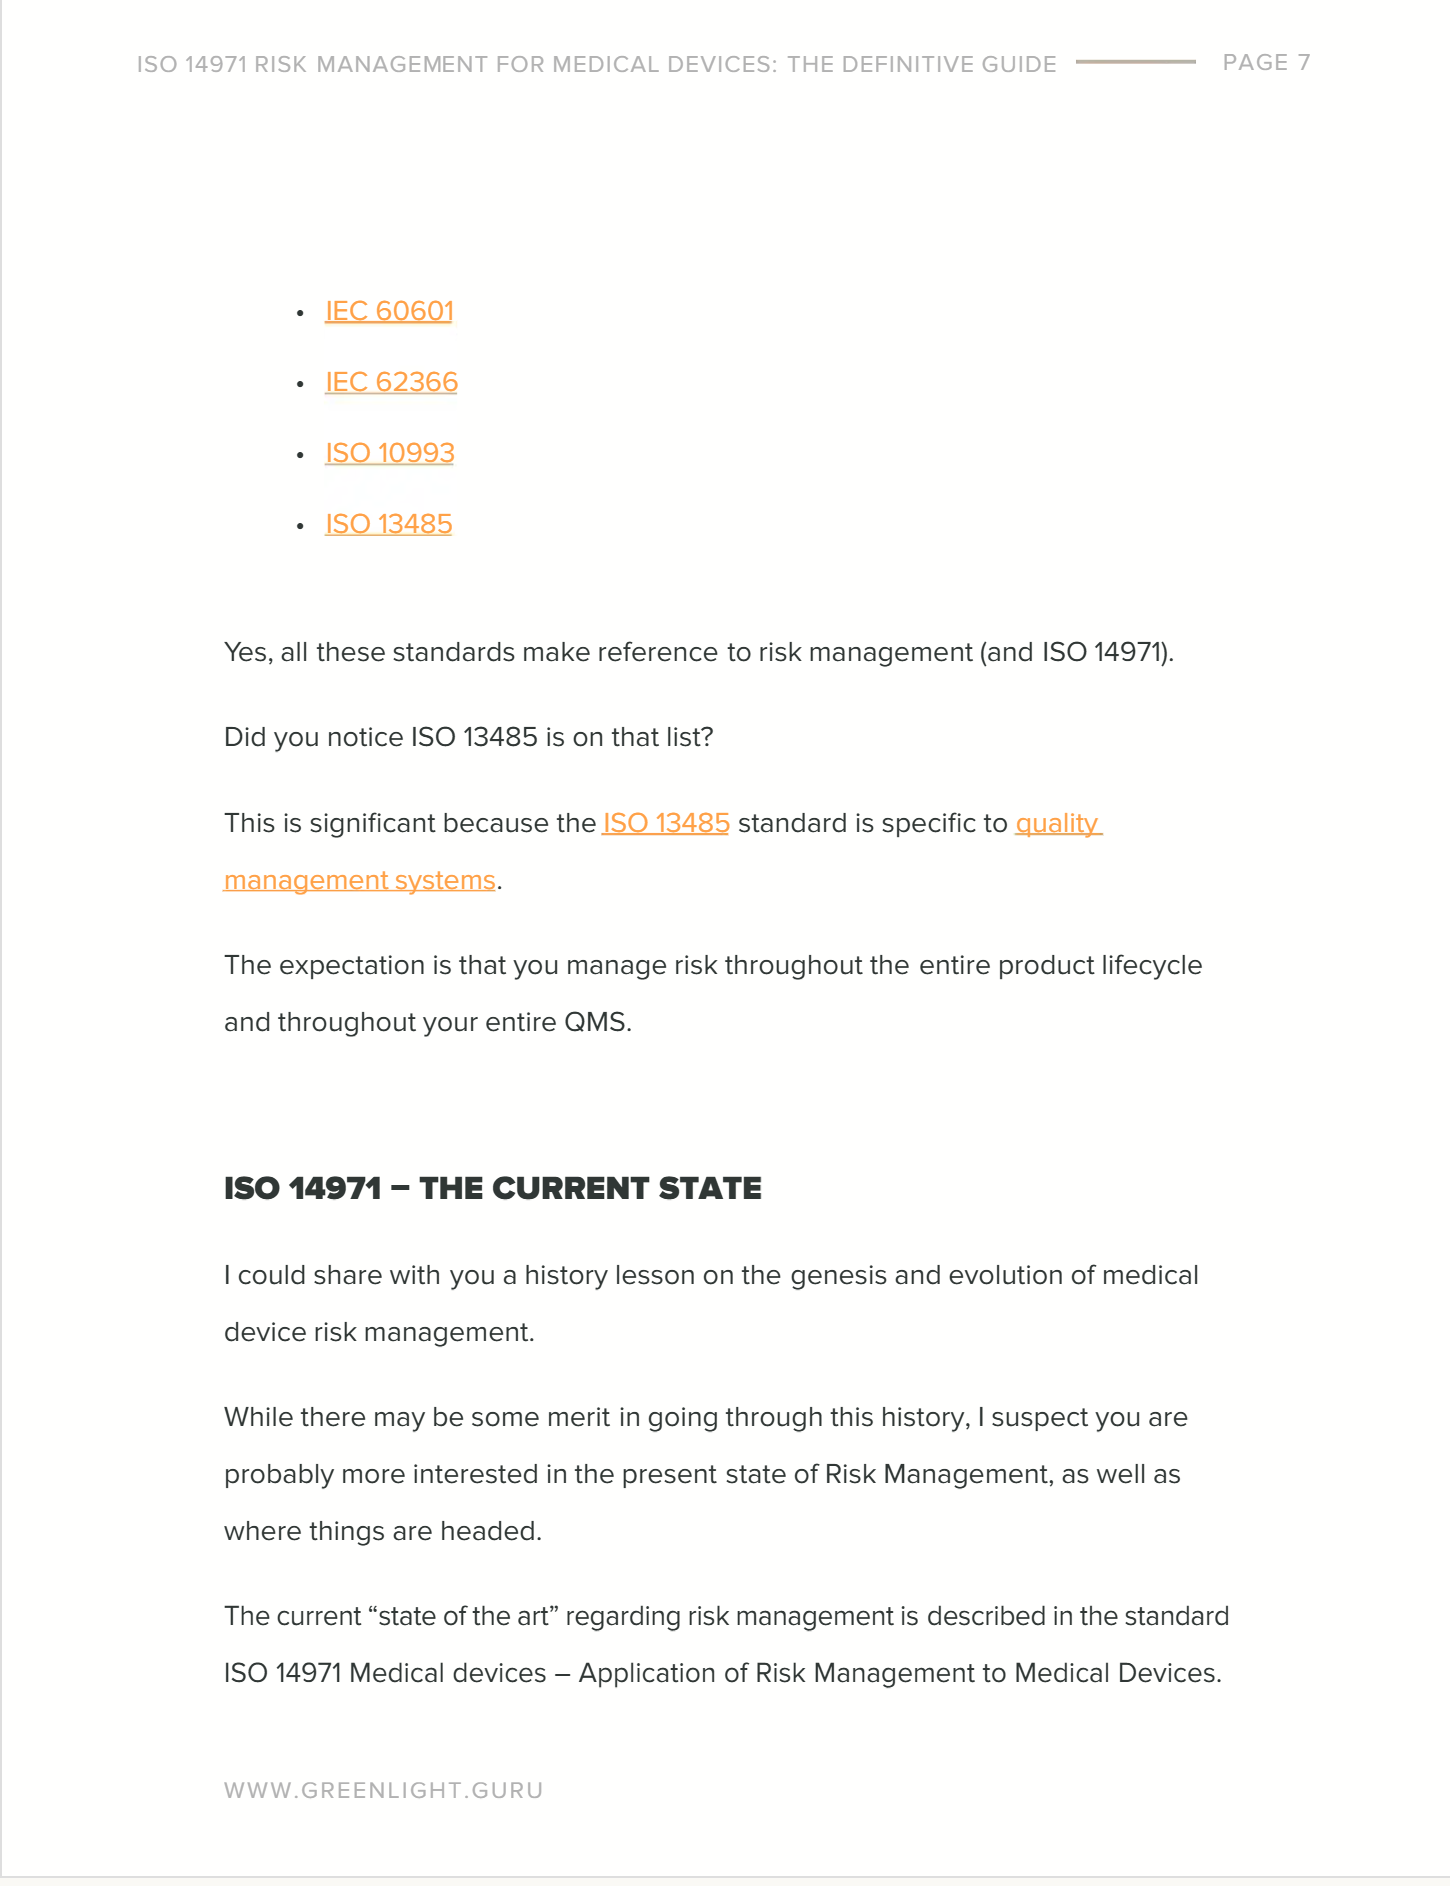 ISO 14971 RISK MANAGEMENT FOR MEDICAL DEVICES: THE DEFINITIVE GUIDE PAGE 7
• IEC 60601
• IEC 62366
• ISO 10993
• ISO 13485
Yes, all these standards make reference to risk management (and ISO 14971).
Did you notice ISO 13485 is on that list?
This is significant because the ISO 13485 standard is specific to quality
management systems.
The expectation is that you manage risk throughout the entire product lifecycle
and throughout your entire QMS.
ISO 14971 – THE CURRENT STATE
I could share with you a history lesson on the genesis and evolution of medical
device risk management.
While there may be some merit in going through this history, I suspect you are
probably more interested in the present state of Risk Management, as well as
where things are headed.
The current “state of the art” regarding risk management is described in the standard
ISO 14971 Medical devices – Application of Risk Management to Medical Devices.
WWW.GREENLIGHT.GURU